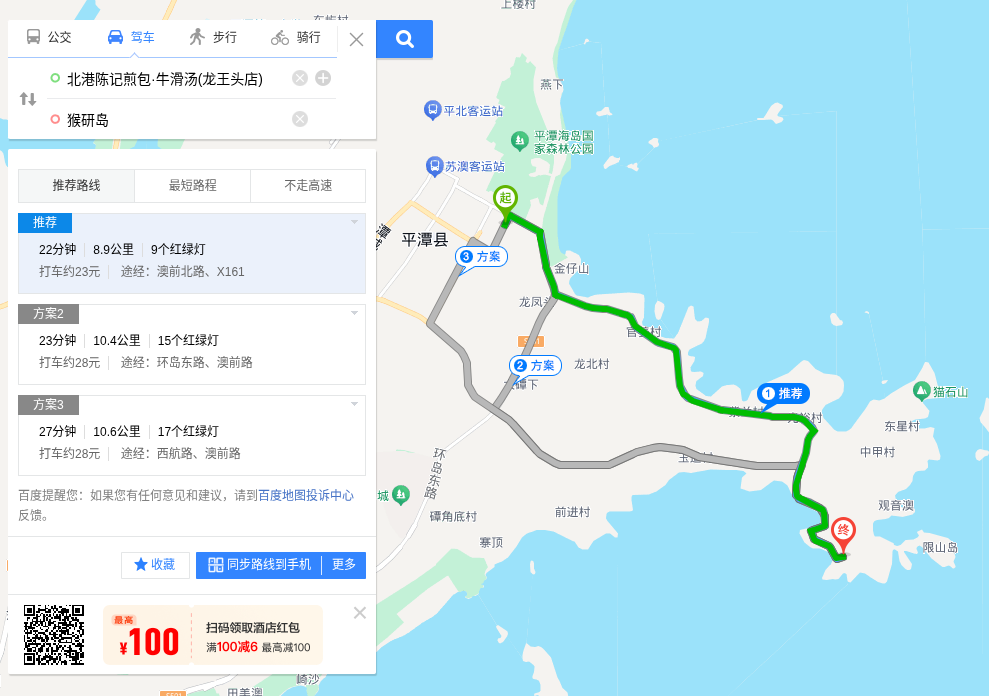 上楼村
公交
驾车
步行
骑行
北港陈记煎包·牛滑汤(龙王头店)
猴研岛
推荐路线
最短路程
不走高速
推荐
22分钟 8.9公里 9个红绿灯
打车约23元 途经：澳前北路、X161
方案2
23分钟 10.4公里 15个红绿灯
打车约28元 途经：环岛东路、澳前路
方案3
27分钟 10.6公里 17个红绿灯
打车约28元 途经：西航路、澳前路
百度提醒您：如果您有任何意见和建议，请到百度地图投诉中心
反馈。
收藏
同步路线到手机
更多
最高
¥100
扫码领取酒店红包
满100减6 最高减100
燕下
平北客运站
平潭海岛国
家森林公园
苏澳客运站
起
平潭县
3 方案
金仔山
龙凤头
2 方案
龙北村
1 推荐
猫石山
东星村
中甲村
环岛东路
城
观音澳
前进村
磹角底村
终
限山岛
寨顶
崎沙
田美澳